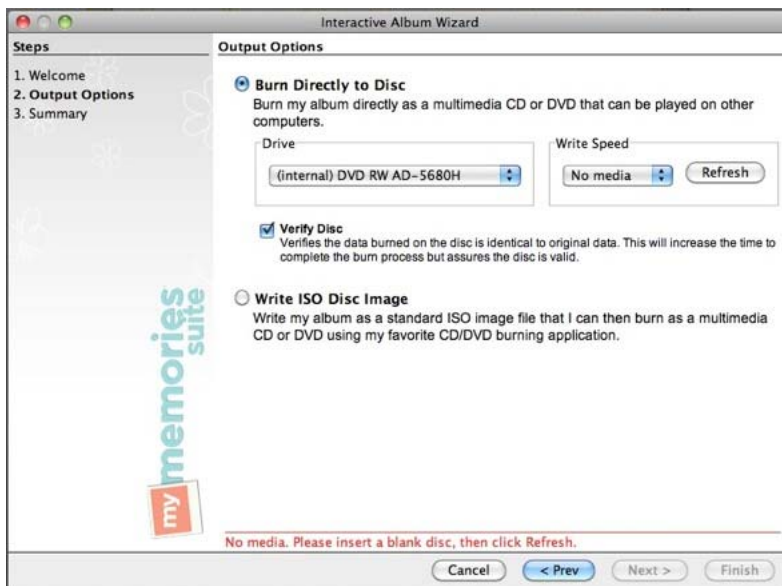 Interactive Album Wizard
Steps
1. Welcome
2. Output Options
3. Summary
my memories suite
Output Options
Burn Directly to Disc
Burn my album directly as a multimedia CD or DVD that can be played on other
computers.
Drive
(internal) DVD RW AD-5680H
Write Speed
No media
Refresh
Verify Disc
Verifies the data burned on the disc is identical to original data. This will increase the time to
complete the burn process but assures the disc is valid.
Write ISO Disc Image
Write my album as a standard ISO image file that I can then burn as a multimedia
CD or DVD using my favorite CD/DVD burning application.
No media. Please insert a blank disc, then click Refresh.
Cancel
< Prev
Next >
Finish